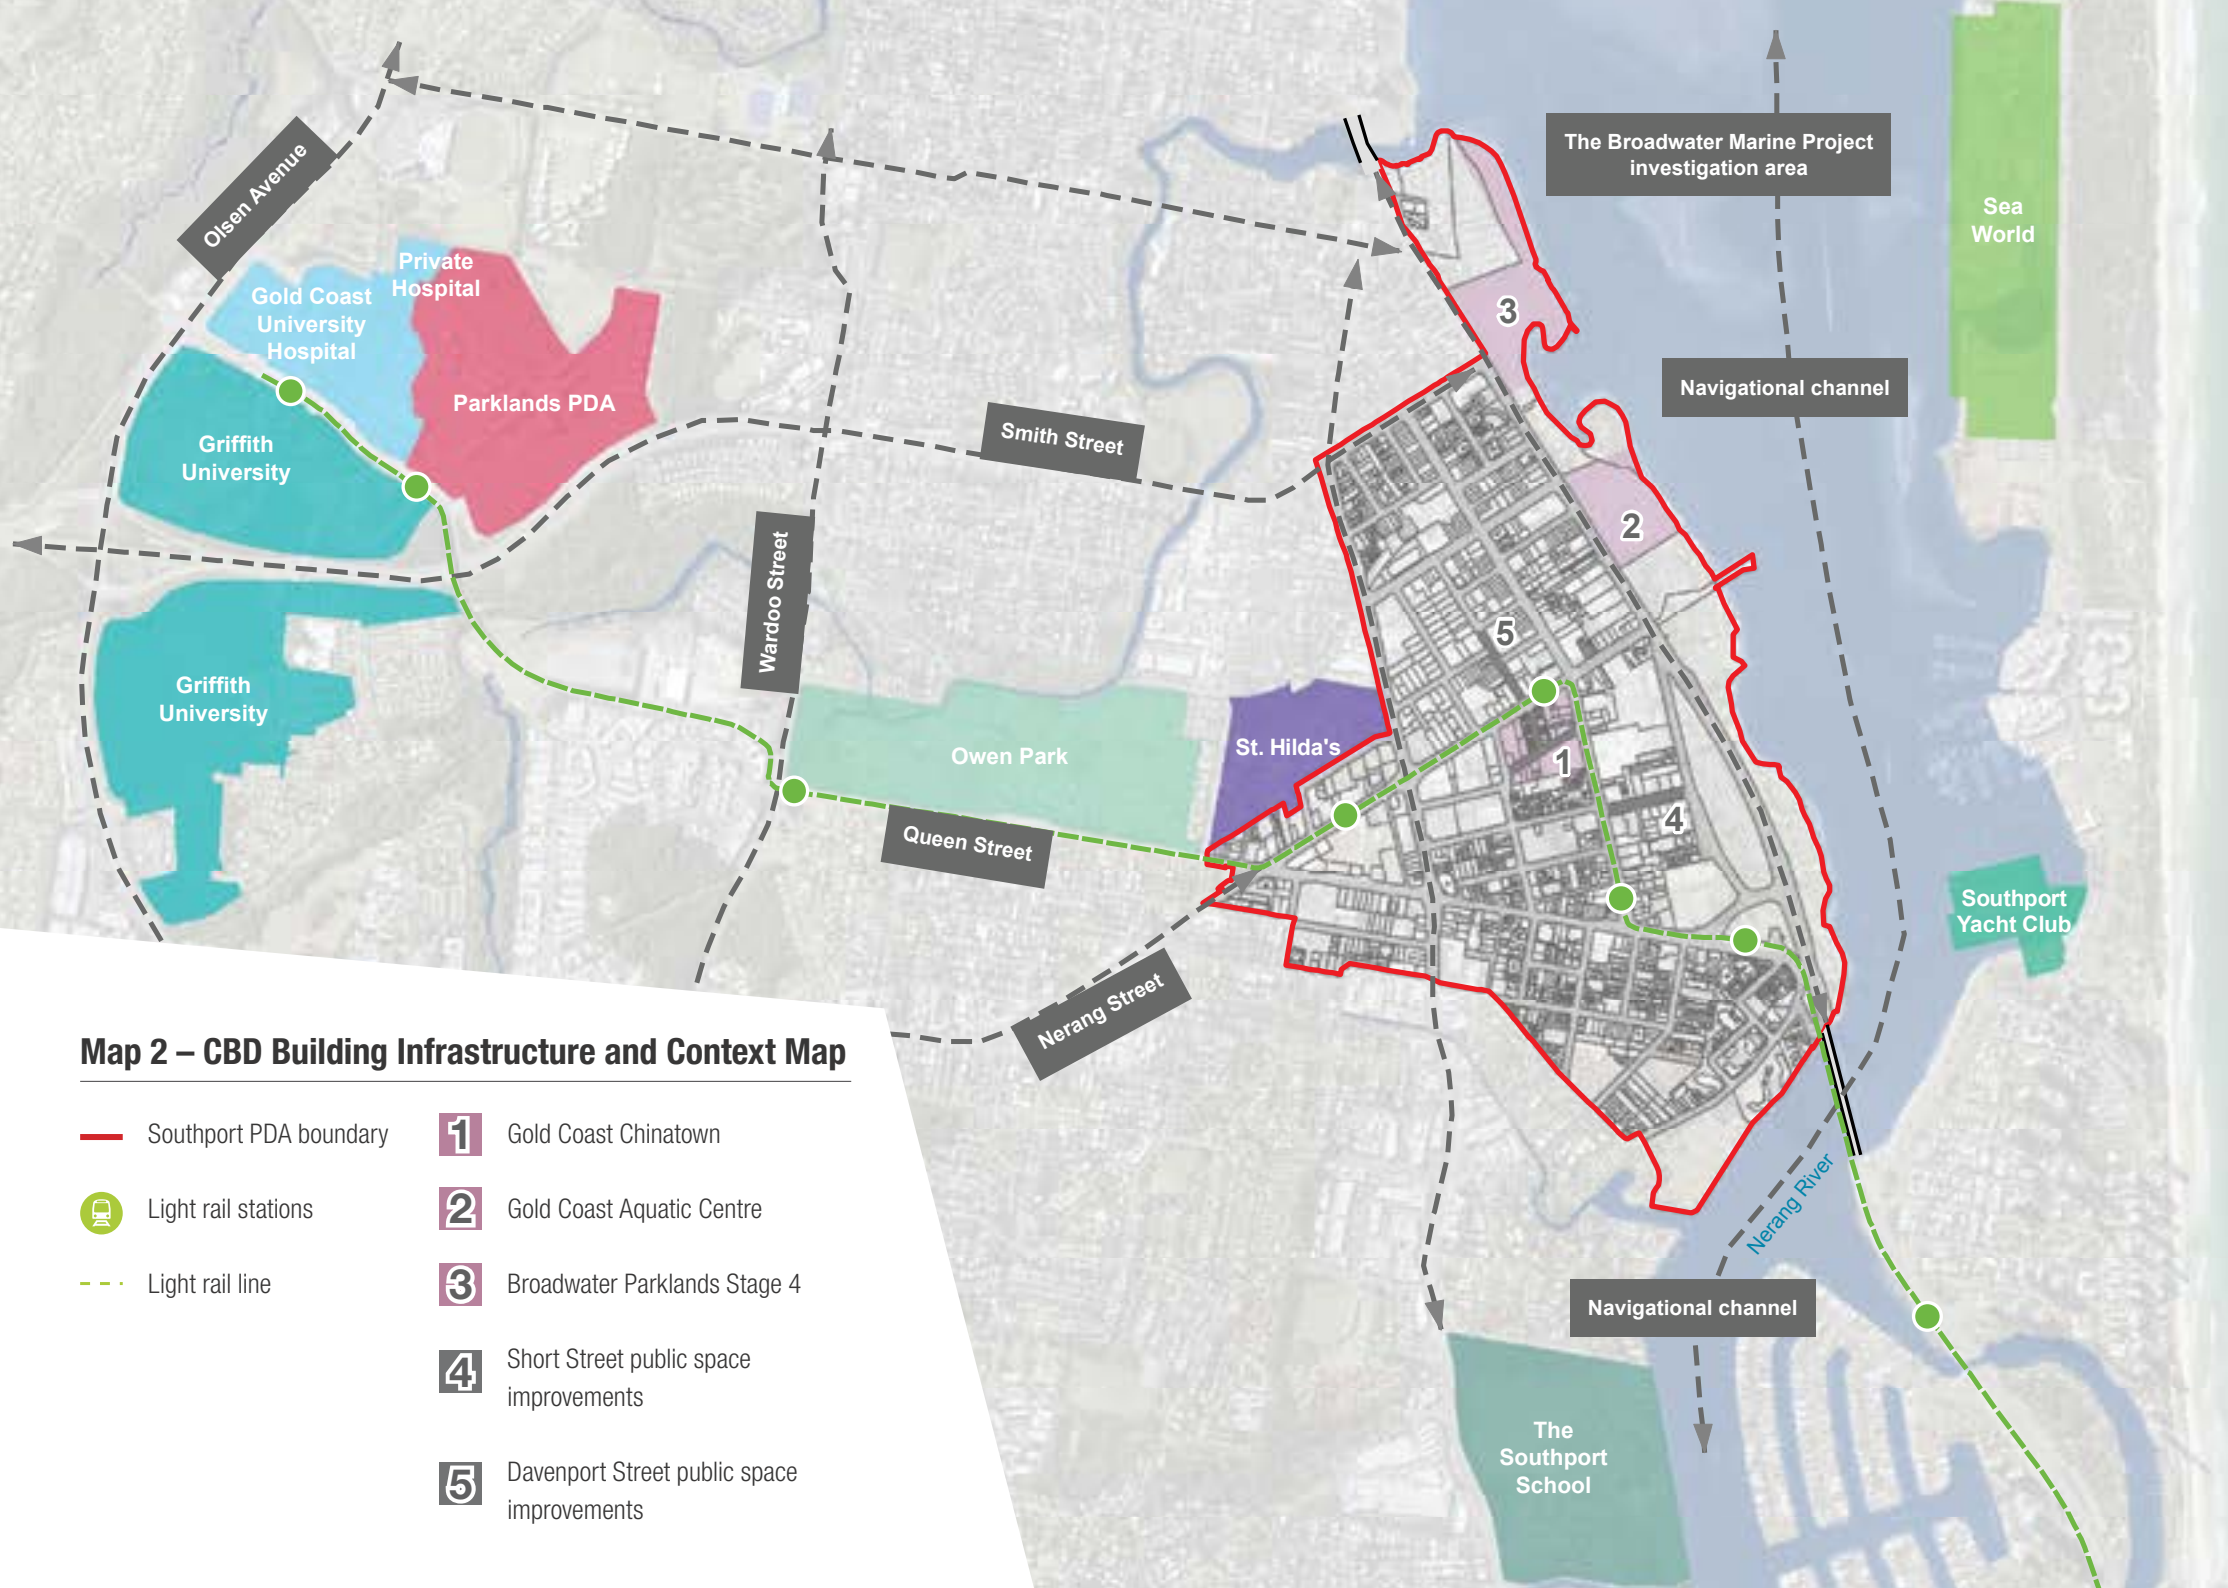 Olsen Avenue
The Broadwater Marine Project
investigation area
Sea
World
Private
Hospital
Gold Coast
University
Hospital
3
Parklands PDA
Navigational channel
Griffith
University
Smith Street
2
Wardoo Street
5
Griffith
University
St. Hilda's
Owen Park
1
4
Queen Street
Southport
Yacht Club
Nerang Street
Nerang River
Navigational channel
The
Southport
School
Map 2 – CBD Building Infrastructure and Context Map
Southport PDA boundary
Light rail stations
Light rail line
1 Gold Coast Chinatown
2 Gold Coast Aquatic Centre
3 Broadwater Parklands Stage 4
4 Short Street public space
improvements
5 Davenport Street public space
improvements